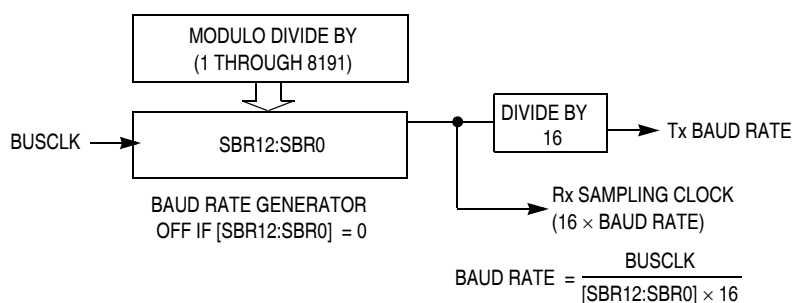 MODULO DIVIDE BY
(1 THROUGH 8191)
BUSCLK
SBR12:SBR0
DIVIDE BY
16
Tx BAUD RATE
BAUD RATE GENERATOR
OFF IF [SBR12:SBR0] = 0
Rx SAMPLING CLOCK
(16 × BAUD RATE)
BAUD RATE =
BUSCLK
[SBR12:SBR0] × 16